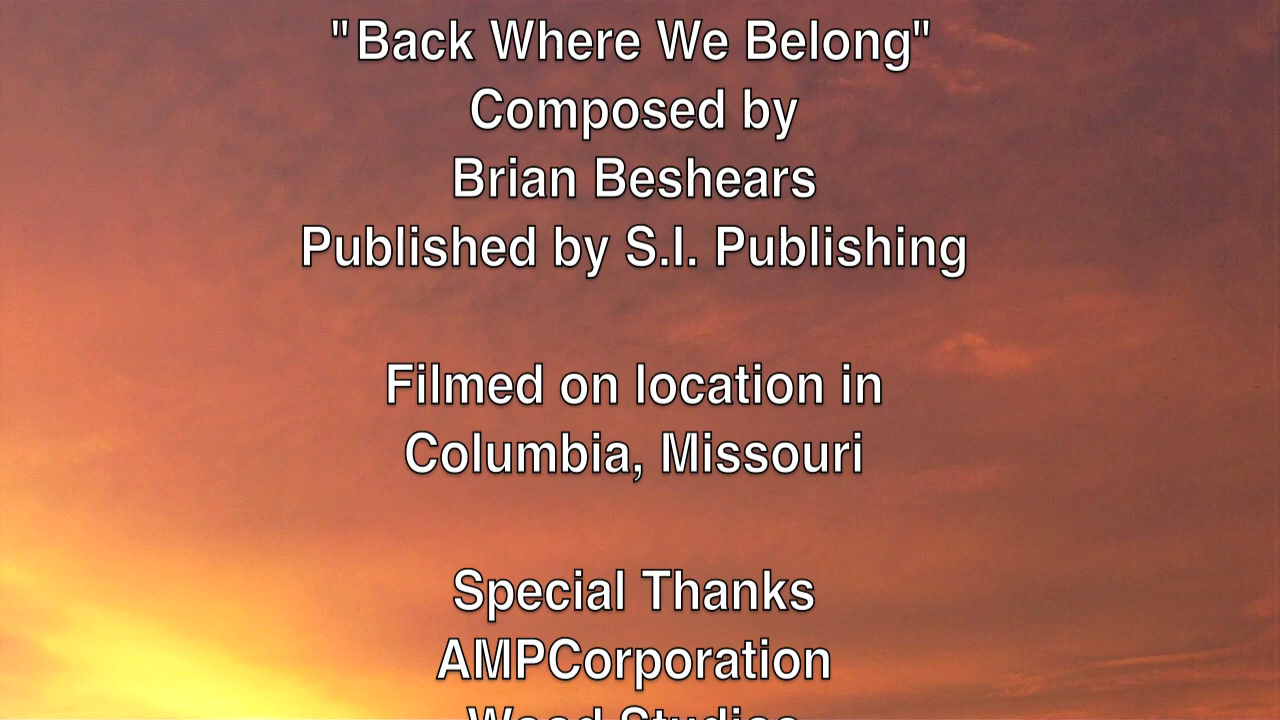 "Back Where We Belong"
Composed by
Brian Beshears
Published by S.I. Publishing
Filmed on location in
Columbia, Missouri
Special Thanks
AMPCorporation